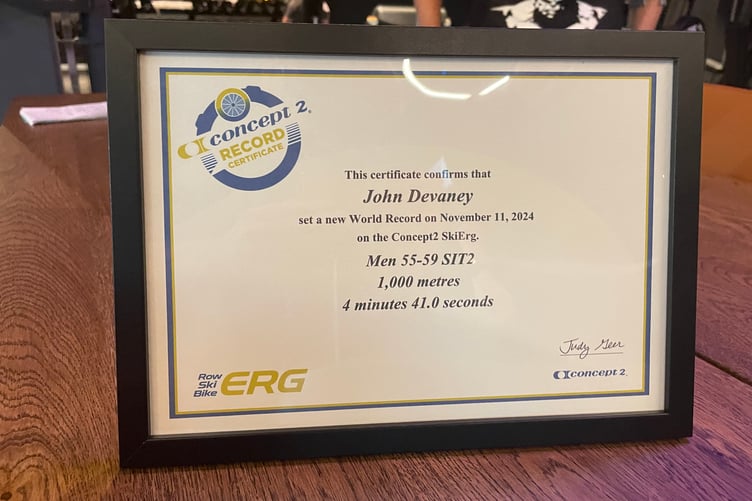 concept 2®
RECORD
CERTIFICATE
This certificate confirms that
John Devaney
set a new World Record on November 11, 2024
on the Concept2 SkiErg.
Men 55-59 SIT2
1,000 metres
4 minutes 41.0 seconds
Judy Geer
Row
Ski
Bike
ERG
concept 2.